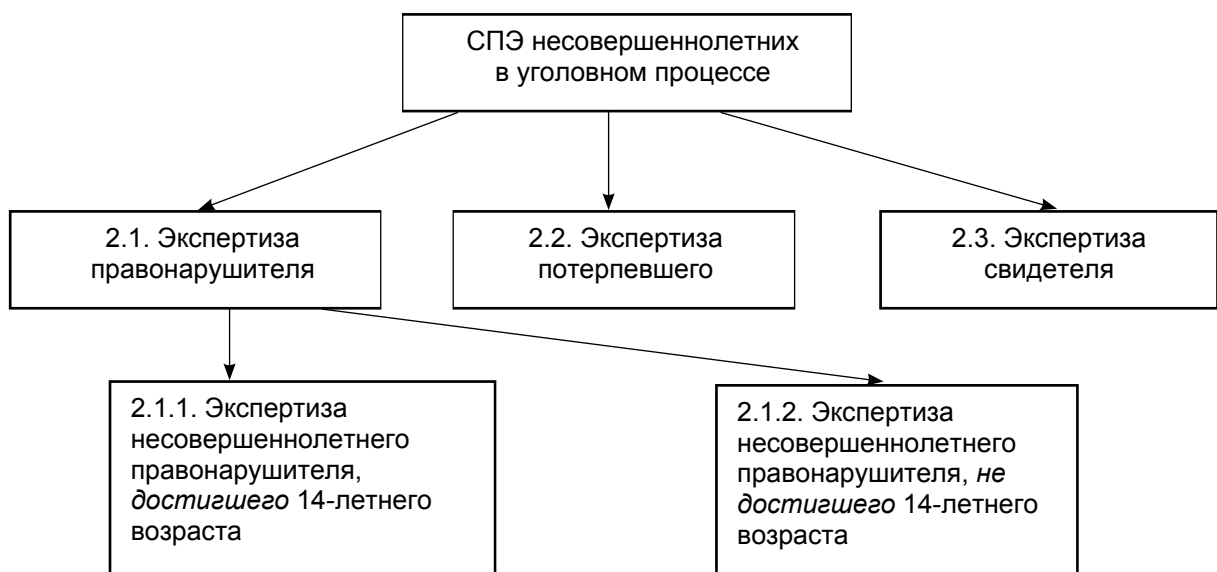 СПЭ несовершеннолетних
в уголовном процессе
2.1. Экспертиза
правонарушителя
2.2. Экспертиза
потерпевшего
2.3. Экспертиза
свидетеля
2.1.1. Экспертиза
несовершеннолетнего
правонарушителя,
достигшего 14-летнего
возраста
2.1.2. Экспертиза
несовершеннолетнего
правонарушителя, не
достигшего 14-летнего
возраста